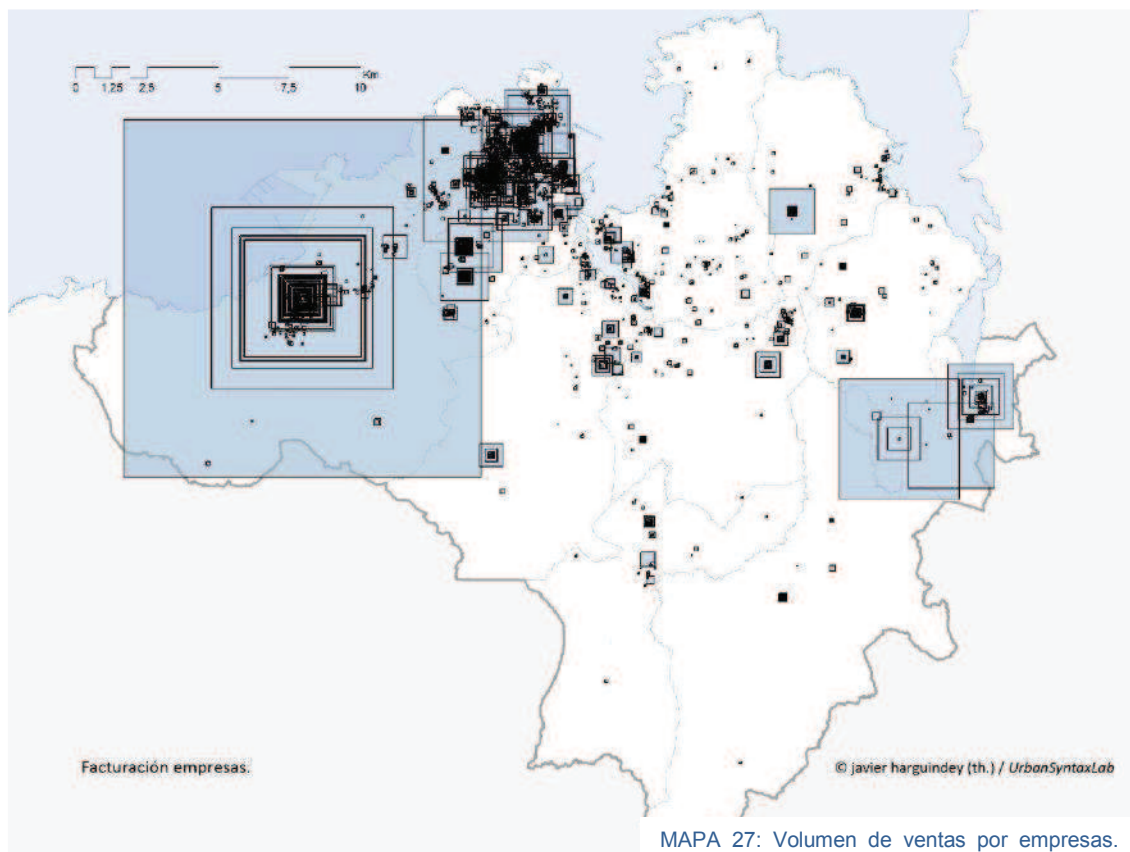 Km
0 1,25 2,5 5 7,5 10
Facturación empresas.
© javier harguindey (th.) / UrbanSyntaxLab
MAPA 27: Volumen de ventas por empresas.